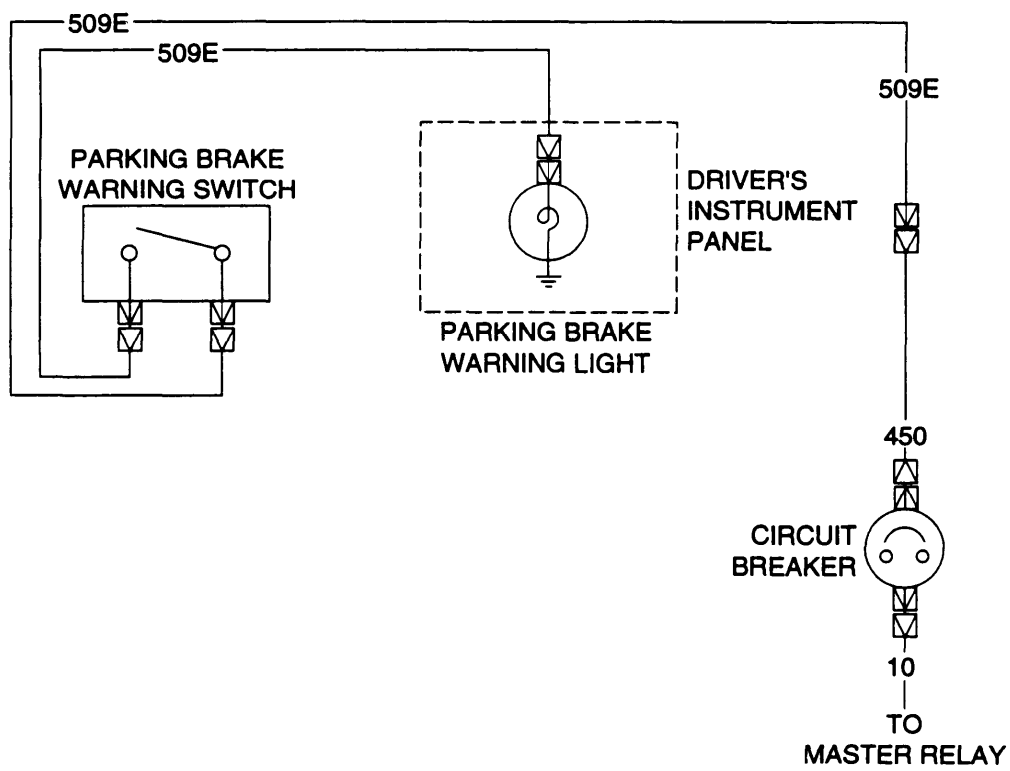 509E
509E
509E
PARKING BRAKE
WARNING SWITCH
DRIVER'S
INSTRUMENT
PANEL
PARKING BRAKE
WARNING LIGHT
450
CIRCUIT
BREAKER
10
TO
MASTER RELAY